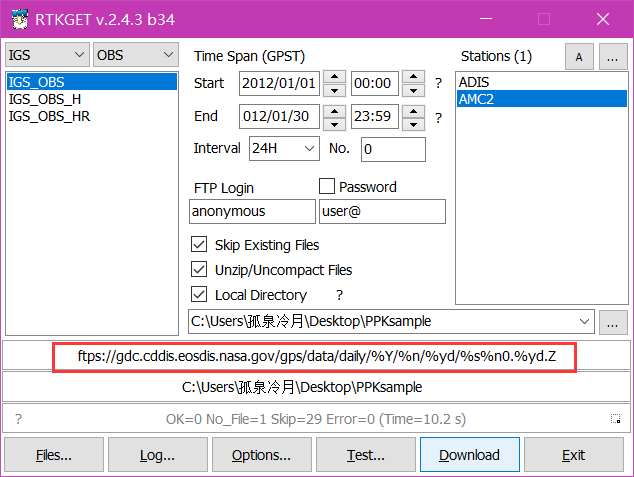 RTKGET v.2.4.3 b34
IGS OBS Time Span (GPST) Stations (1) A ...
IGS_OBS Start 2012/01/01 00:00 ? ADIS
IGS_OBS_H AMC2
IGS_OBS_HR End 012/01/30 23:59 ?
Interval 24H No. 0
FTP Login Password
anonymous user@
Skip Existing Files
Unzip/Uncompact Files
Local Directory ?
C:\Users\孤泉冷月\Desktop\PPKsample ...
ftps://gdc.cddis.eosdis.nasa.gov/gps/data/daily/%Y/%n/%yd/%s%n0.%yd.Z
C:\Users\孤泉冷月\Desktop\PPKsample
? OK=0 No_File=1 Skip=29 Error=0 (Time=10.2 s)
Files... Log... Options... Test... Download Exit